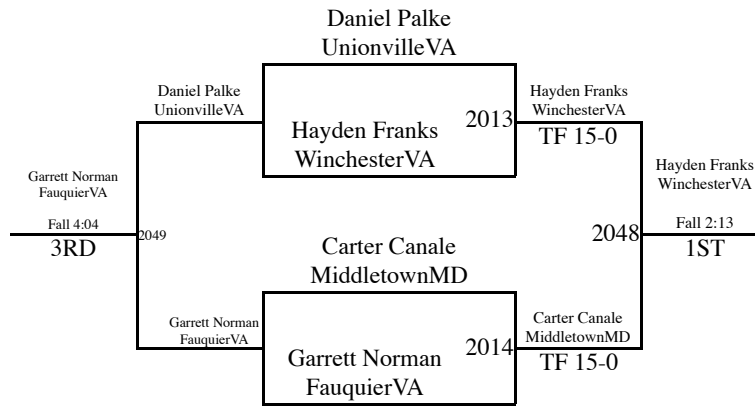 Daniel Palke
UnionvilleVA
Daniel Palke
UnionvilleVA
Hayden Franks
WinchesterVA
2013
Hayden Franks
WinchesterVA
TF 15-0
Garrett Norman
FauquierVA
Fall 4:04
3RD
2049
Hayden Franks
WinchesterVA
2048
Fall 2:13
1ST
Carter Canale
MiddletownMD
Garrett Norman
FauquierVA
Garrett Norman
FauquierVA
2014
Carter Canale
MiddletownMD
TF 15-0